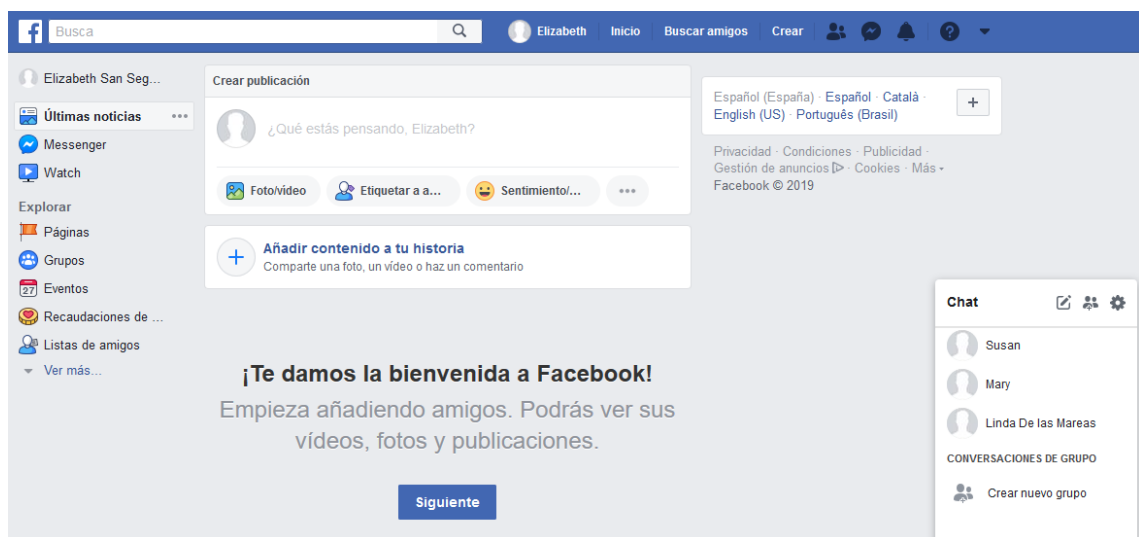 Busca
Elizabeth Inicio Buscar amigos Crear
Elizabeth San Seg...
Últimas noticias
Messenger
Watch
Explorar
Páginas
Grupos
27 Eventos
Recaudaciones de ...
Listas de amigos
Ver más...
Crear publicación
¿Qué estás pensando, Elizabeth?
Foto/vídeo Etiquetar a a... Sentimiento/...
Añadir contenido a tu historia
Comparte una foto, un vídeo o haz un comentario
¡Te damos la bienvenida a Facebook!
Empieza añadiendo amigos. Podrás ver sus
vídeos, fotos y publicaciones.
Siguiente
Español (España) · Español · Català ·
English (US) · Português (Brasil)
Privacidad · Condiciones · Publicidad ·
Gestión de anuncios · Cookies · Más
Facebook © 2019
Chat
Susan
Mary
Linda De las Mareas
CONVERSACIONES DE GRUPO
Crear nuevo grupo